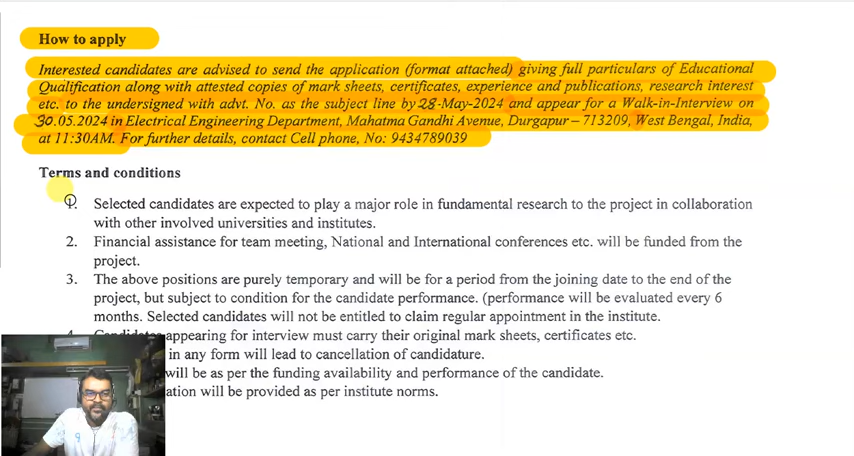 How to apply
Interested candidates are advised to send the application (format attached) giving full particulars of Educational
Qualification along with attested copies of mark sheets, certificates, experience and publications, research interest
etc. to the undersigned with advt. No. as the subject line by 28-May-2024 and appear for a Walk-in-Interview on
30.05.2024 in Electrical Engineering Department, Mahatma Gandhi Avenue, Durgapur – 713209, West Bengal, India,
at 11:30AM. For further details, contact Cell phone, No: 9434789039
Terms and conditions
1. Selected candidates are expected to play a major role in fundamental research to the project in collaboration
with other involved universities and institutes.
2. Financial assistance for team meeting, National and International conferences etc. will be funded from the
project.
3. The above positions are purely temporary and will be for a period from the joining date to the end of the
project, but subject to condition for the candidate performance. (performance will be evaluated every 6
months. Selected candidates will not be entitled to claim regular appointment in the institute.
4. Candidates appearing for interview must carry their original mark sheets, certificates etc.
in any form will lead to cancellation of candidature.
will be as per the funding availability and performance of the candidate.
ation will be provided as per institute norms.